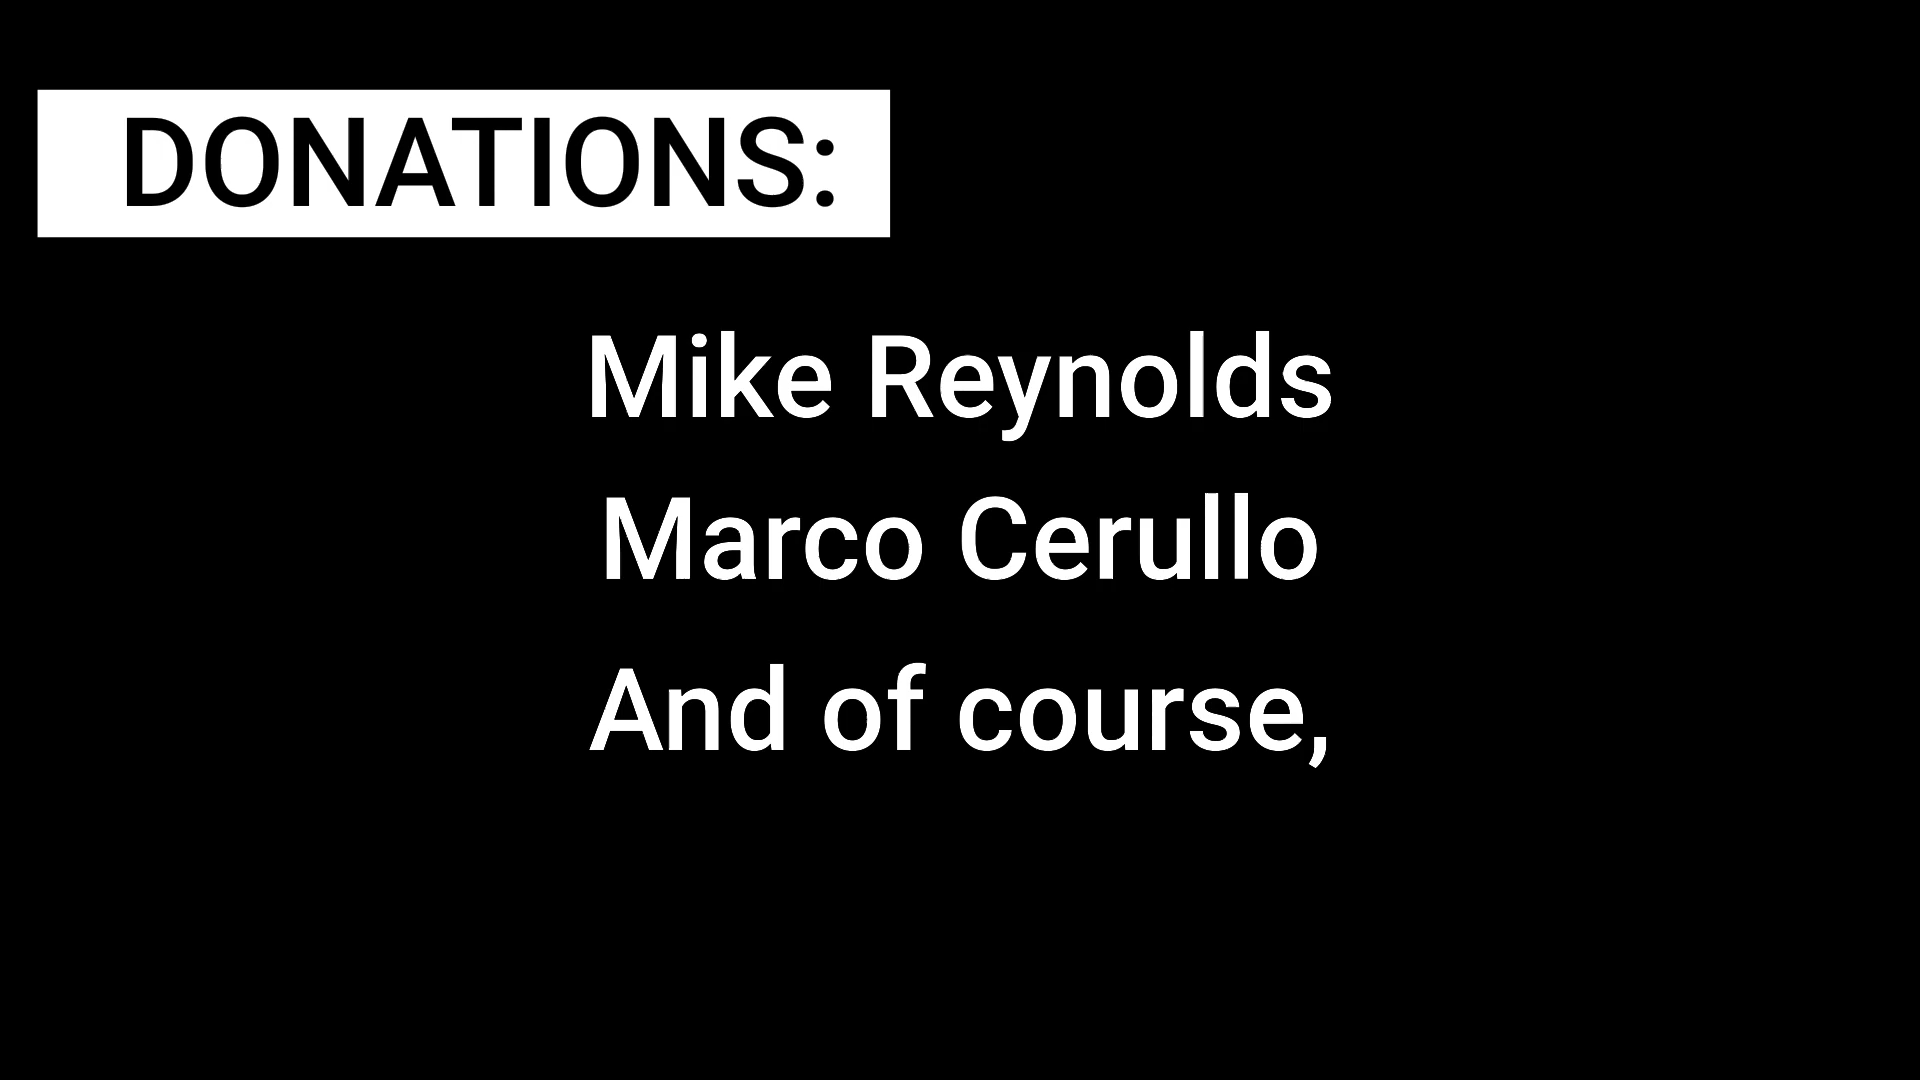 DONATIONS:
Mike Reynolds
Marco Cerullo
And of course,